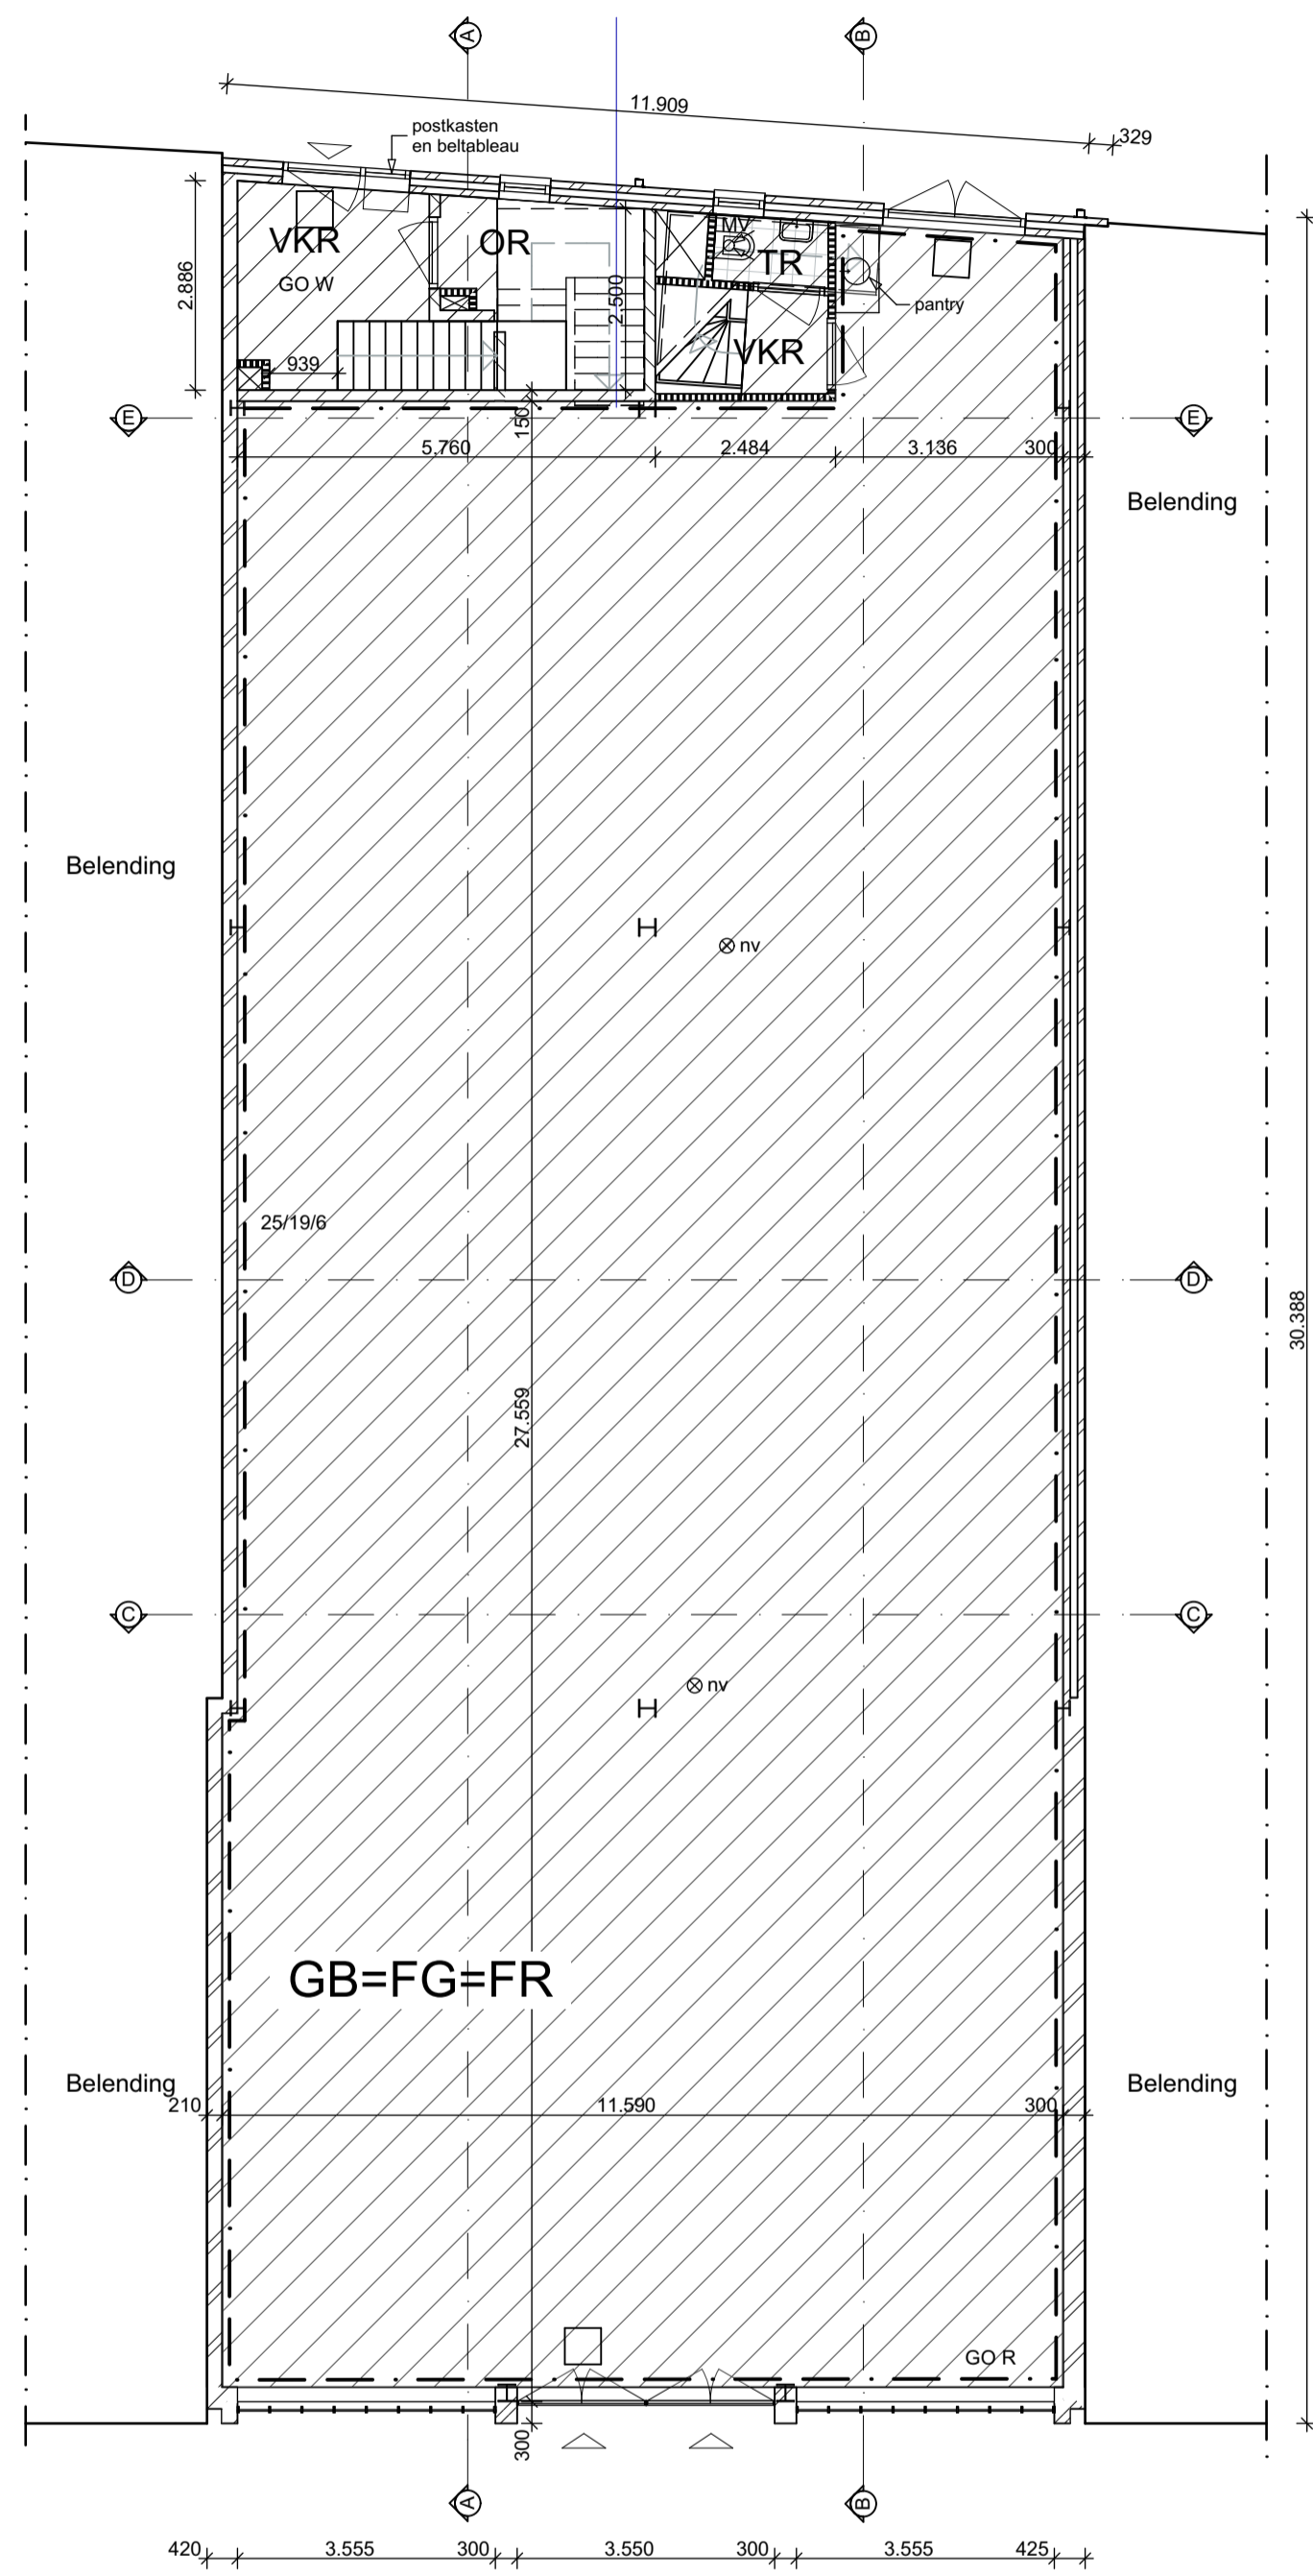 A
B
11.909
329
postkasten
en beltableau
2.886
VKR
GO W
OR
2.500
MV
TR
pantry
VKR
939
E
E
150
5.760
2.484
3.136
300
Belending
Belending
nv
25/19/6
D
D
30.388
27.559
C
C
nv
GB=FG=FR
Belending
Belending
210
11.590
300
GO R
300
A
B
420
3.555
300
3.550
300
3.555
425